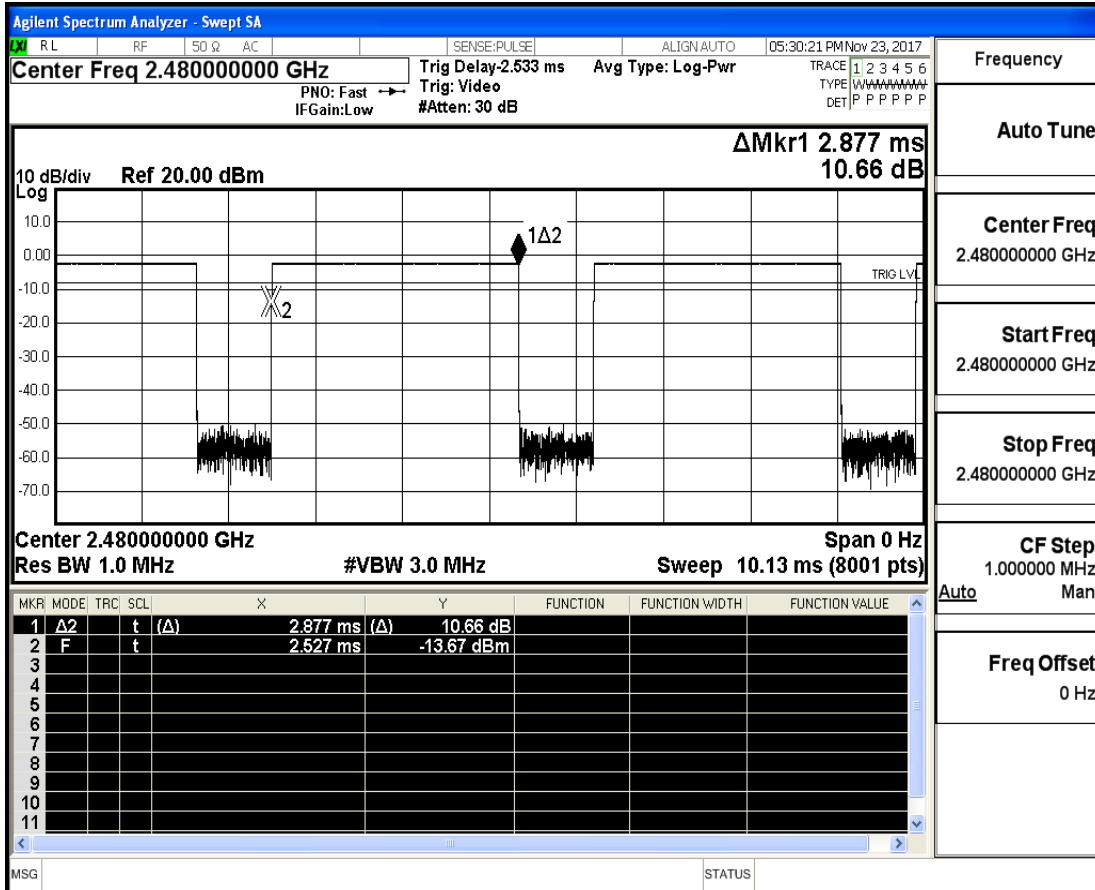 Agilent Spectrum Analyzer - Swept SA
LXI RL RF 50 Ω AC SENSE:PULSE ALIGN AUTO 05:30:21 PM Nov 23, 2017
Center Freq 2.480000000 GHz
PNO: Fast
IFGain:Low
Trig Delay-2.533 ms
Trig: Video
#Atten: 30 dB
Avg Type: Log-Pwr
TRACE 1 2 3 4 5 6
TYPE WWWWWW
DET P P P P P P
ΔMkr1 2.877 ms
10.66 dB
10 dB/div Ref 20.00 dBm
Log
10.0
0.00
-10.0
-20.0
-30.0
-40.0
-50.0
-60.0
-70.0
1Δ2
2
TRIG LVL
Center 2.480000000 GHz Span 0 Hz
Res BW 1.0 MHz #VBW 3.0 MHz Sweep 10.13 ms (8001 pts)
MKR MODE TRC SCL X Y FUNCTION FUNCTION WIDTH FUNCTION VALUE
1 Δ2 t (Δ) 2.877 ms (Δ) 10.66 dB
2 F t 2.527 ms -13.67 dBm
3
4
5
6
7
8
9
10
11
MSG STATUS
Frequency
Auto Tune
Center Freq
2.480000000 GHz
Start Freq
2.480000000 GHz
Stop Freq
2.480000000 GHz
CF Step
1.000000 MHz
Auto Man
Freq Offset
0 Hz